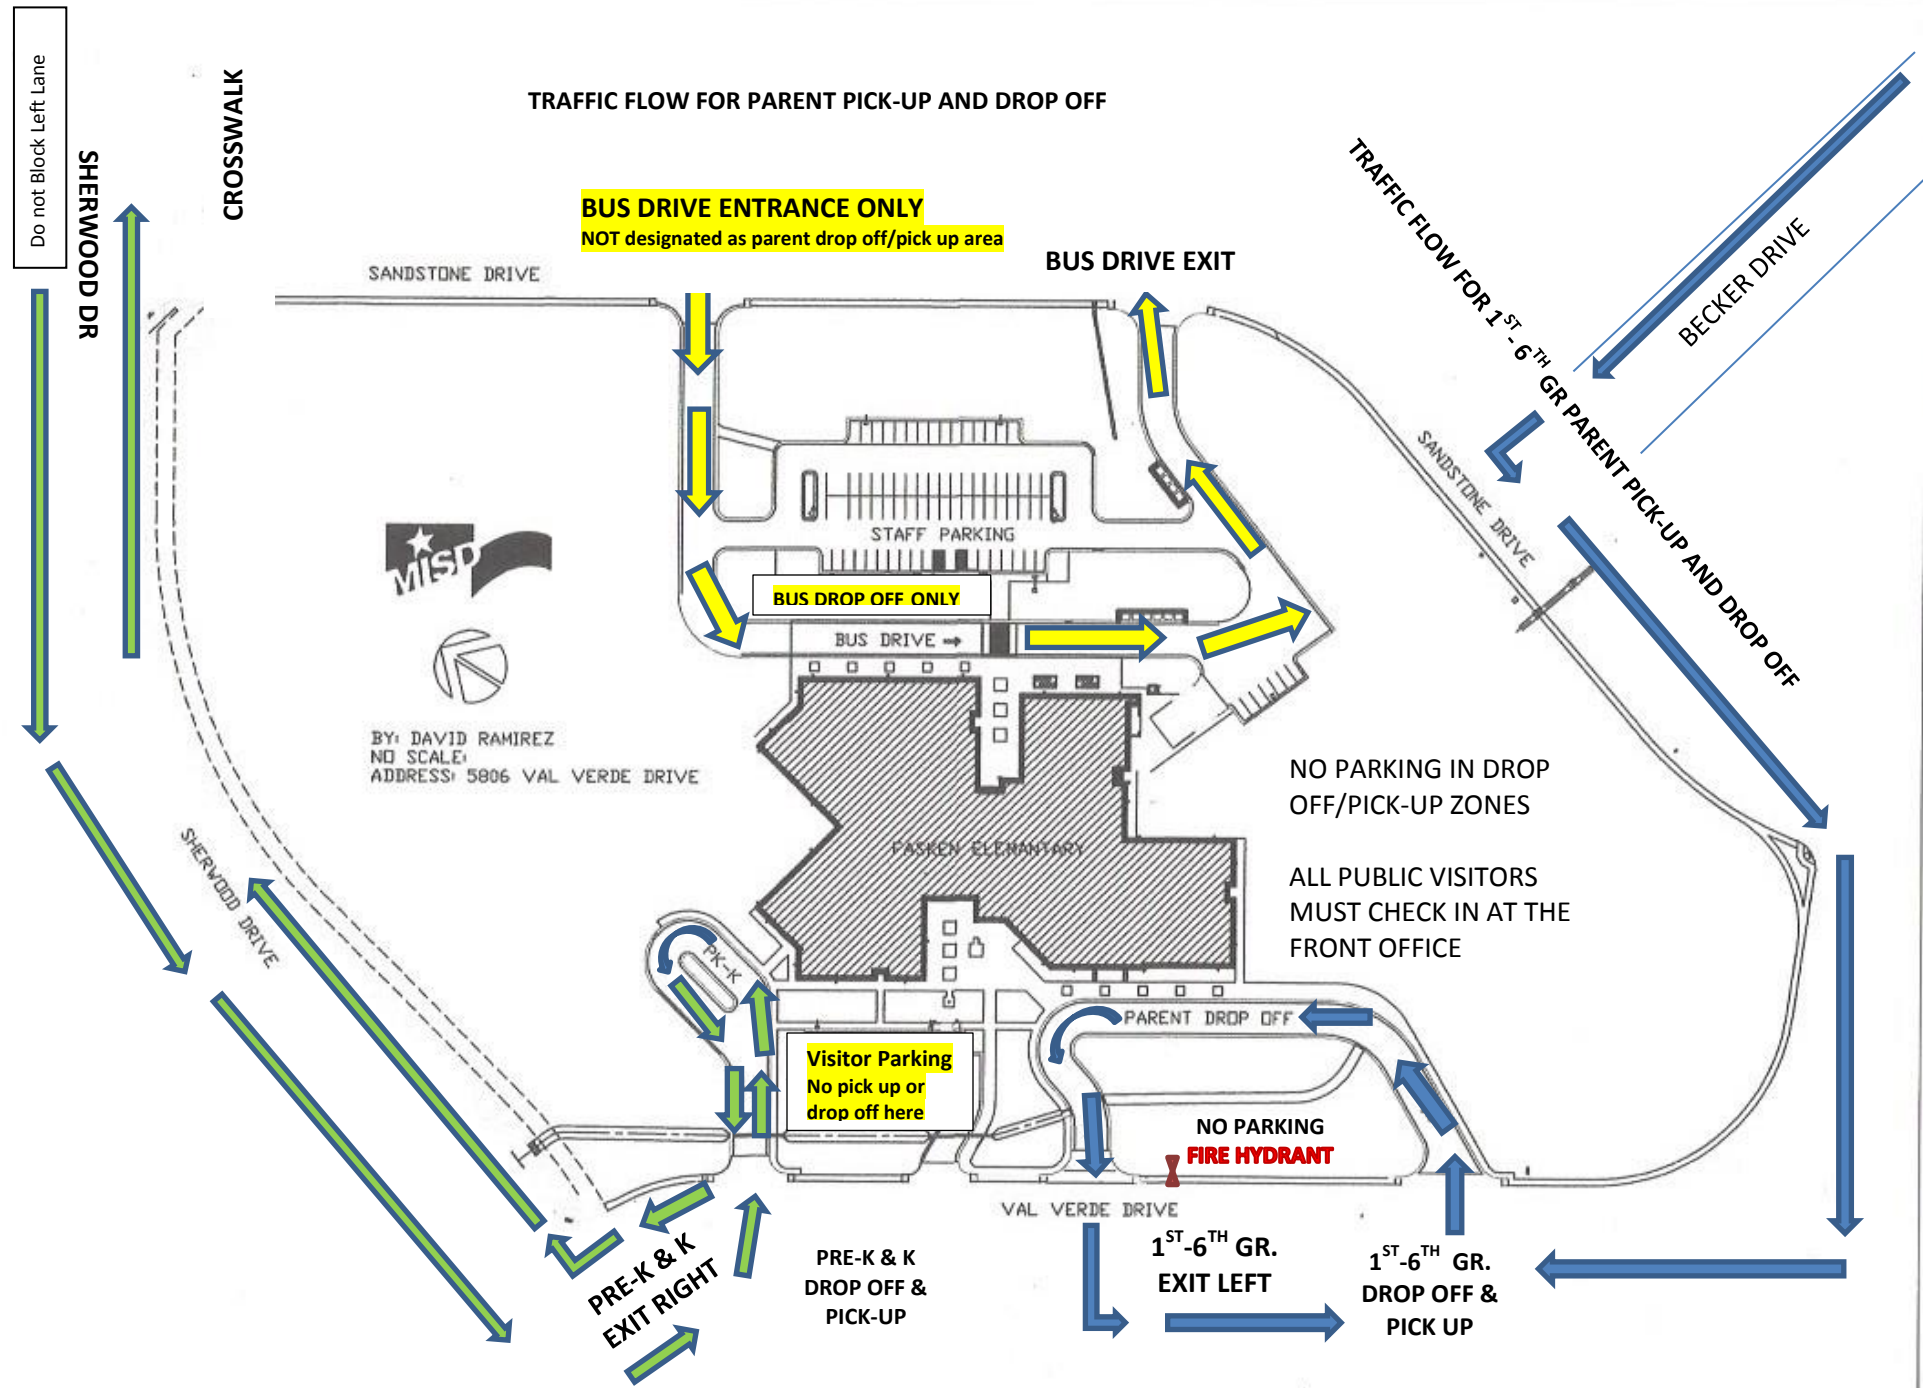 Do not Block Left Lane
SHERWOOD DR
CROSSWALK
TRAFFIC FLOW FOR PARENT PICK-UP AND DROP OFF
BUS DRIVE ENTRANCE ONLY
NOT designated as parent drop off/pick up area
BUS DRIVE EXIT
SANDSTONE DRIVE
TRAFFIC FLOW FOR 1ST - 6TH GR PARENT PICK-UP AND DROP OFF
BECKER DRIVE
SANDSTONE DRIVE
STAFF PARKING
MISD
BUS DROP OFF ONLY
BUS DRIVE
BY: DAVID RAMIREZ
NO SCALE:
ADDRESS: 5806 VAL VERDE DRIVE
NO PARKING IN DROP
OFF/PICK-UP ZONES
FASKEN ELEMANTARY
ALL PUBLIC VISITORS
MUST CHECK IN AT THE
FRONT OFFICE
SHERWOOD DRIVE
PK-K
PARENT DROP OFF
Visitor Parking
No pick up or
drop off here
NO PARKING
FIRE HYDRANT
VAL VERDE DRIVE
PRE-K & K
EXIT RIGHT
PRE-K & K
DROP OFF &
PICK-UP
1ST-6TH GR.
EXIT LEFT
1ST-6TH GR.
DROP OFF &
PICK UP